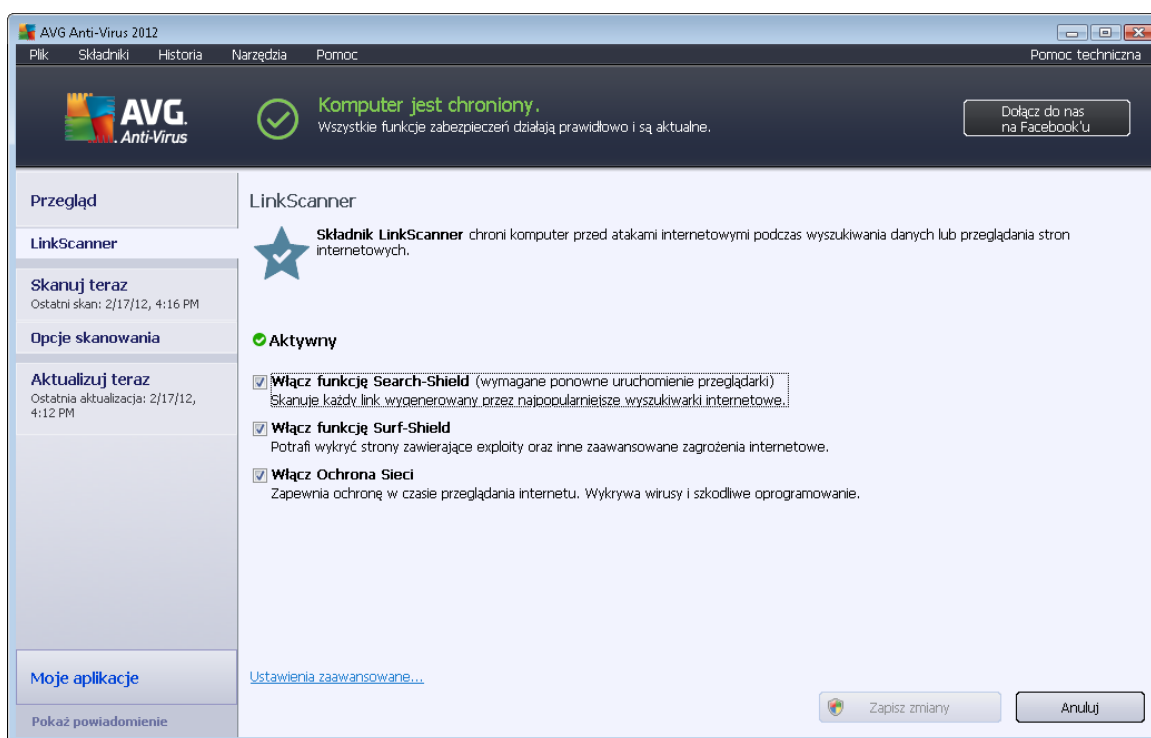 AVG Anti-Virus 2012
Plik Składniki Historia Narzędzia Pomoc Pomoc techniczna
AVG.
Anti-Virus
Komputer jest chroniony.
Wszystkie funkcje zabezpieczeń działają prawidłowo i są aktualne.
Dołącz do nas
na Facebook'u
Przegląd
LinkScanner
Skanuj teraz
Ostatni skan: 2/17/12, 4:16 PM
Opcje skanowania
Aktualizuj teraz
Ostatnia aktualizacja: 2/17/12,
4:12 PM
Moje aplikacje
Pokaż powiadomienie
LinkScanner
Składnik LinkScanner chroni komputer przed atakami internetowymi podczas wyszukiwania danych lub przeglądania stron
internetowych.
Aktywny
Włącz funkcję Search-Shield (wymagane ponowne uruchomienie przeglądarki)
Skanuje każdy link wygenerowany przez najpopularniejsze wyszukiwarki internetowe.
Włącz funkcję Surf-Shield
Potrafi wykryć strony zawierające exploity oraz inne zaawansowane zagrożenia internetowe.
Włącz Ochrona Sieci
Zapewnia ochronę w czasie przeglądania internetu. Wykrywa wirusy i szkodliwe oprogramowanie.
Ustawienia zaawansowane...
Zapisz zmiany
Anuluj